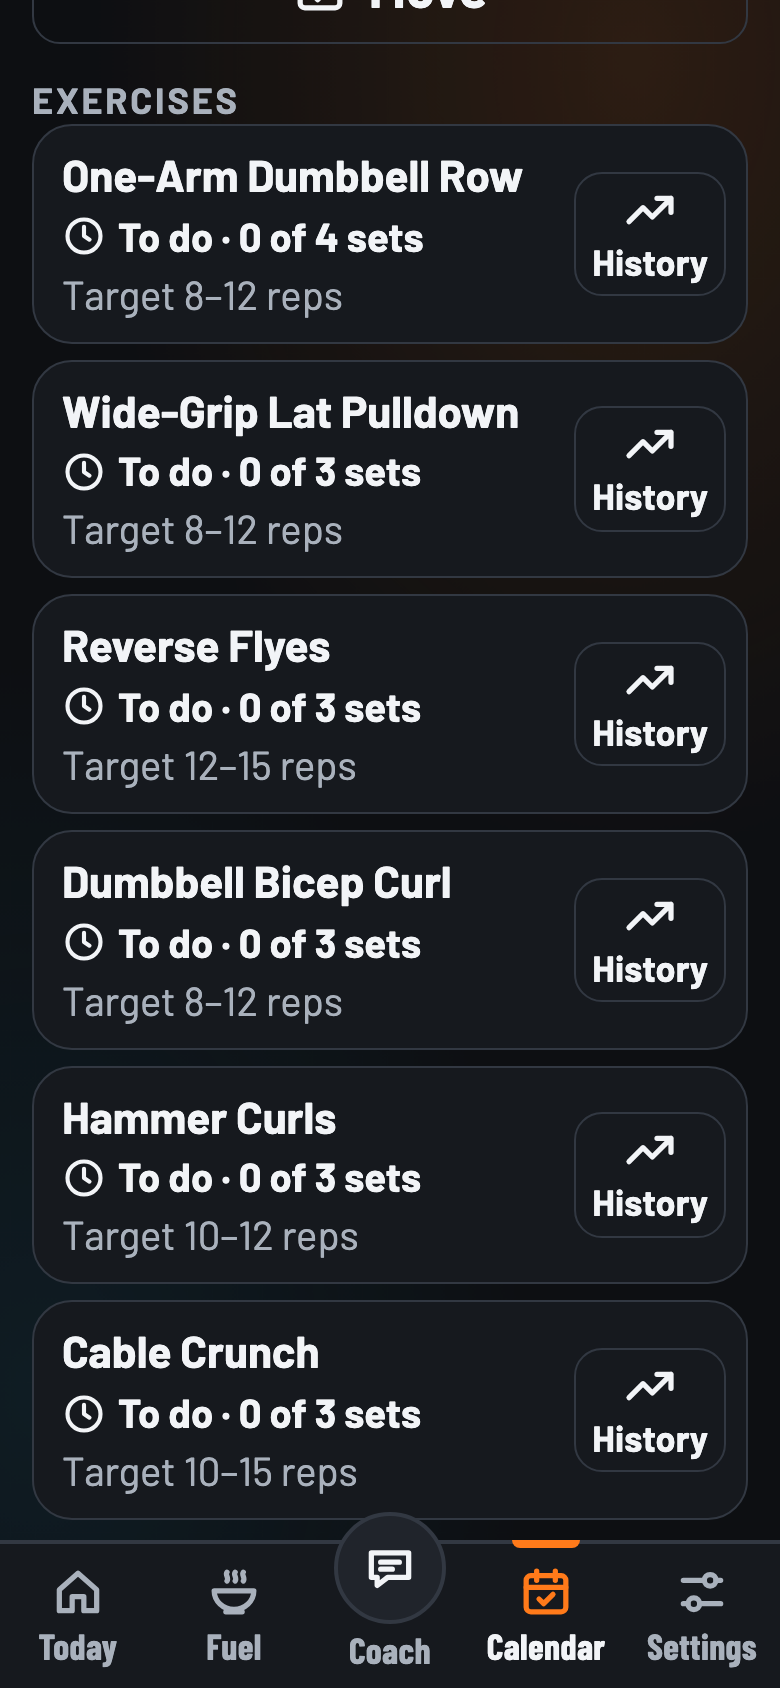 Move
EXERCISES
One-Arm Dumbbell Row
To do · 0 of 4 sets
Target 8–12 reps
History
Wide-Grip Lat Pulldown
To do · 0 of 3 sets
Target 8–12 reps
History
Reverse Flyes
To do · 0 of 3 sets
Target 12–15 reps
History
Dumbbell Bicep Curl
To do · 0 of 3 sets
Target 8–12 reps
History
Hammer Curls
To do · 0 of 3 sets
Target 10–12 reps
History
Cable Crunch
To do · 0 of 3 sets
Target 10–15 reps
History
Today
Fuel
Coach
Calendar
Settings